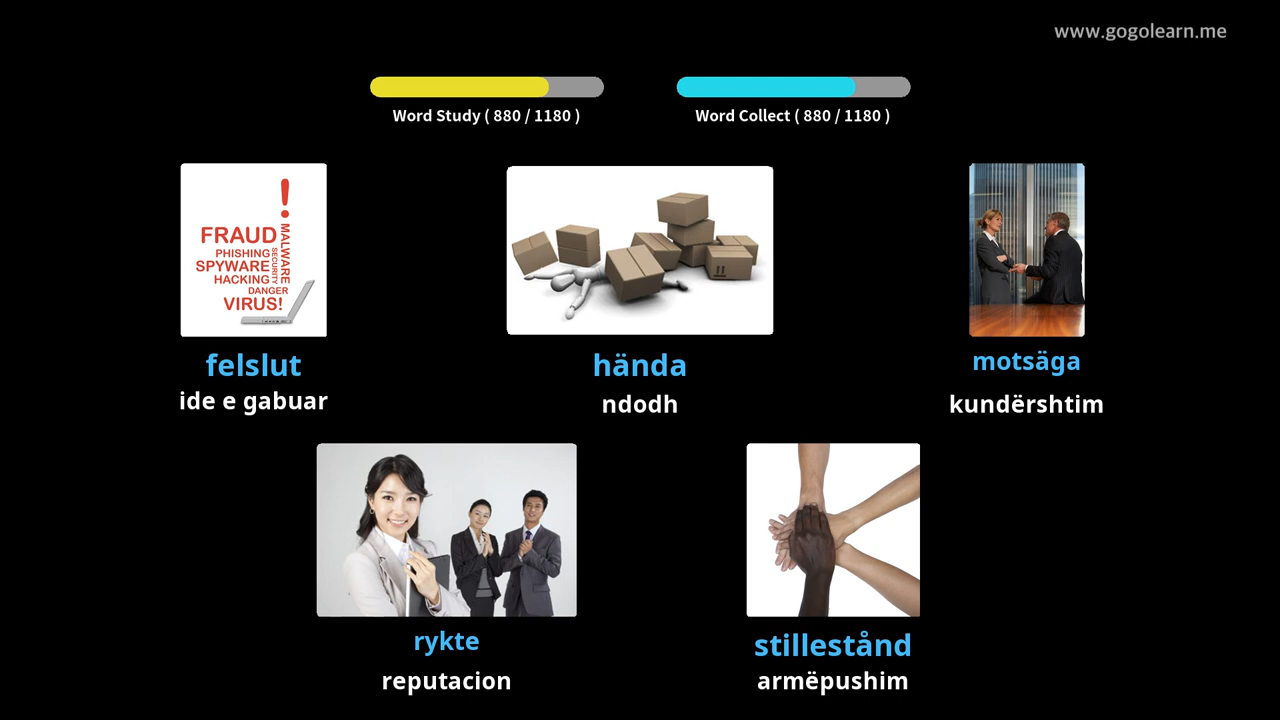 www.gogolearn.me
Word Study ( 880 / 1180 )
Word Collect ( 880 / 1180 )
!
FRAUD
MALWARE
PHISHING
SECURITY
SPYWARE
HACKING
DANGER
VIRUS!
felslut
ide e gabuar
hända
ndodh
motsäga
kundërshtim
rykte
reputacion
stillestånd
armëpushim